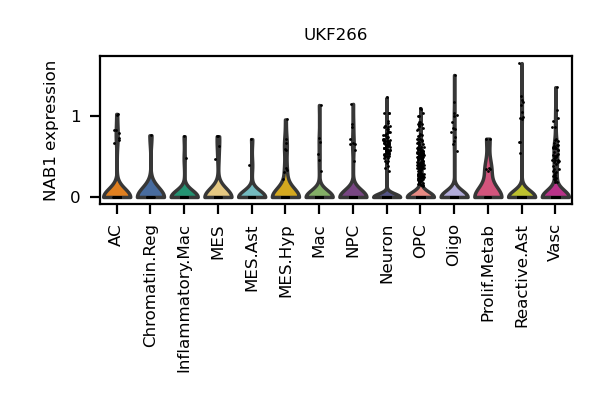 UKF266
NAB1 expression
1
0
AC
Chromatin.Reg
Inflammatory.Mac
MES
MES.Ast
MES.Hyp
Mac
NPC
Neuron
OPC
Oligo
Prolif.Metab
Reactive.Ast
Vasc